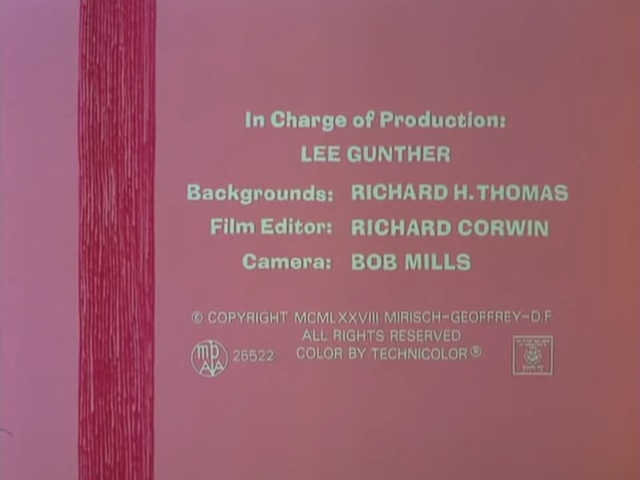 In Charge of Production:
LEE GUNTHER
Backgrounds: RICHARD H. THOMAS
Film Editor: RICHARD CORWIN
Camera: BOB MILLS
© COPYRIGHT MCMLXXVIII MIRISCH-GEOFFREY-D.F
ALL RIGHTS RESERVED
mpAA 25522 COLOR BY TECHNICOLOR®